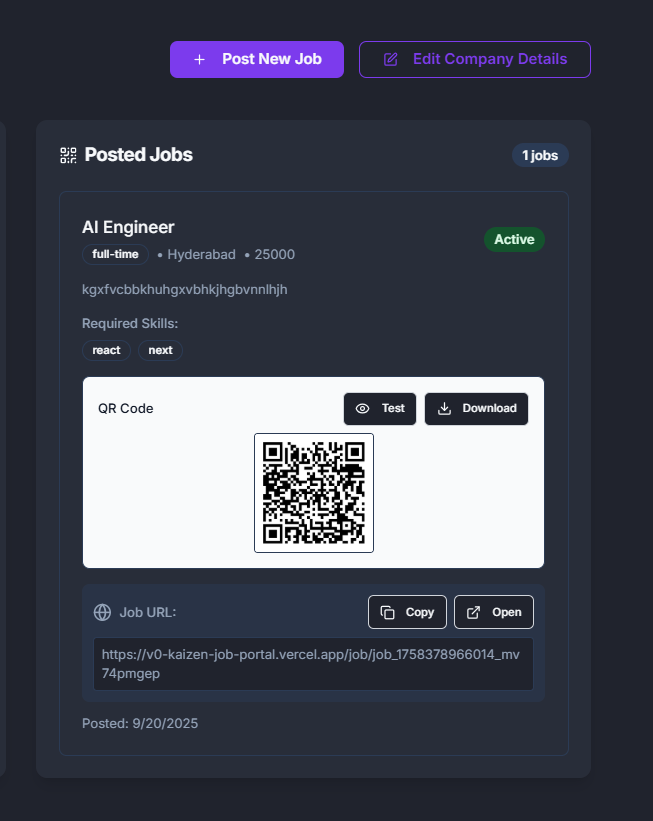 Post New Job
Edit Company Details
Posted Jobs
1 jobs
AI Engineer
Active
full-time • Hyderabad • 25000
kgxfvcbbkhuhgxvbhkjhgbvnnlhjh
Required Skills:
react next
QR Code
Test
Download
Job URL:
Copy
Open
https://v0-kaizen-job-portal.vercel.app/job/job_1758378966014_mv
74pmgep
Posted: 9/20/2025